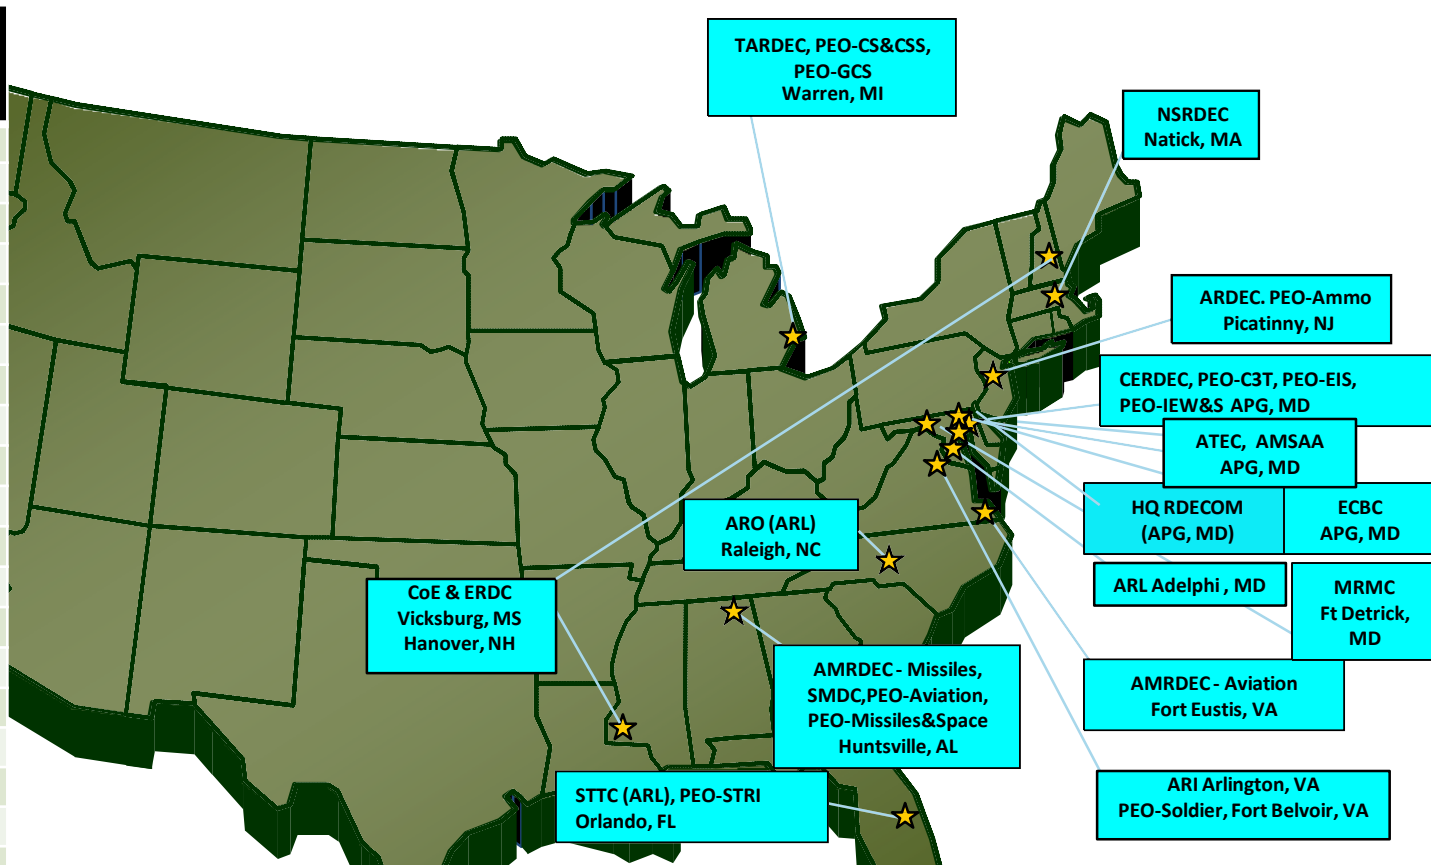 TARDEC, PEO-CS&CSS,
PEO-GCS
Warren, MI
NSRDEC
Natick, MA
ARDEC. PEO-Ammo
Picatinny, NJ
CERDEC, PEO-C3T, PEO-EIS,
PEO-IEW&S APG, MD
ATEC, AMSAA
APG, MD
HQ RDECOM
(APG, MD)
ECBC
APG, MD
ARO (ARL)
Raleigh, NC
ARL Adelphi , MD
MRMC
Ft Detrick,
MD
CoE & ERDC
Vicksburg, MS
Hanover, NH
AMRDEC - Missiles,
SMDC,PEO-Aviation,
PEO-Missiles&Space
Huntsville, AL
AMRDEC - Aviation
Fort Eustis, VA
STTC (ARL), PEO-STRI
Orlando, FL
ARI Arlington, VA
PEO-Soldier, Fort Belvoir, VA